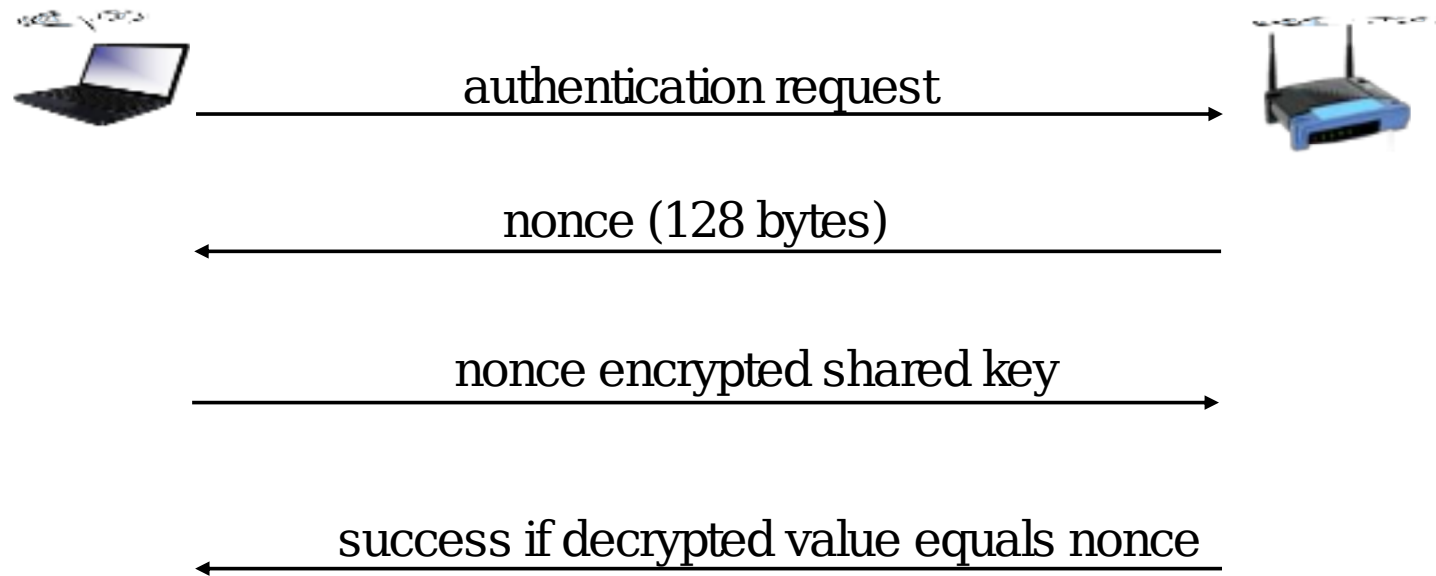 authentication request
nonce (128 bytes)
nonce encrypted shared key
success if decrypted value equals nonce